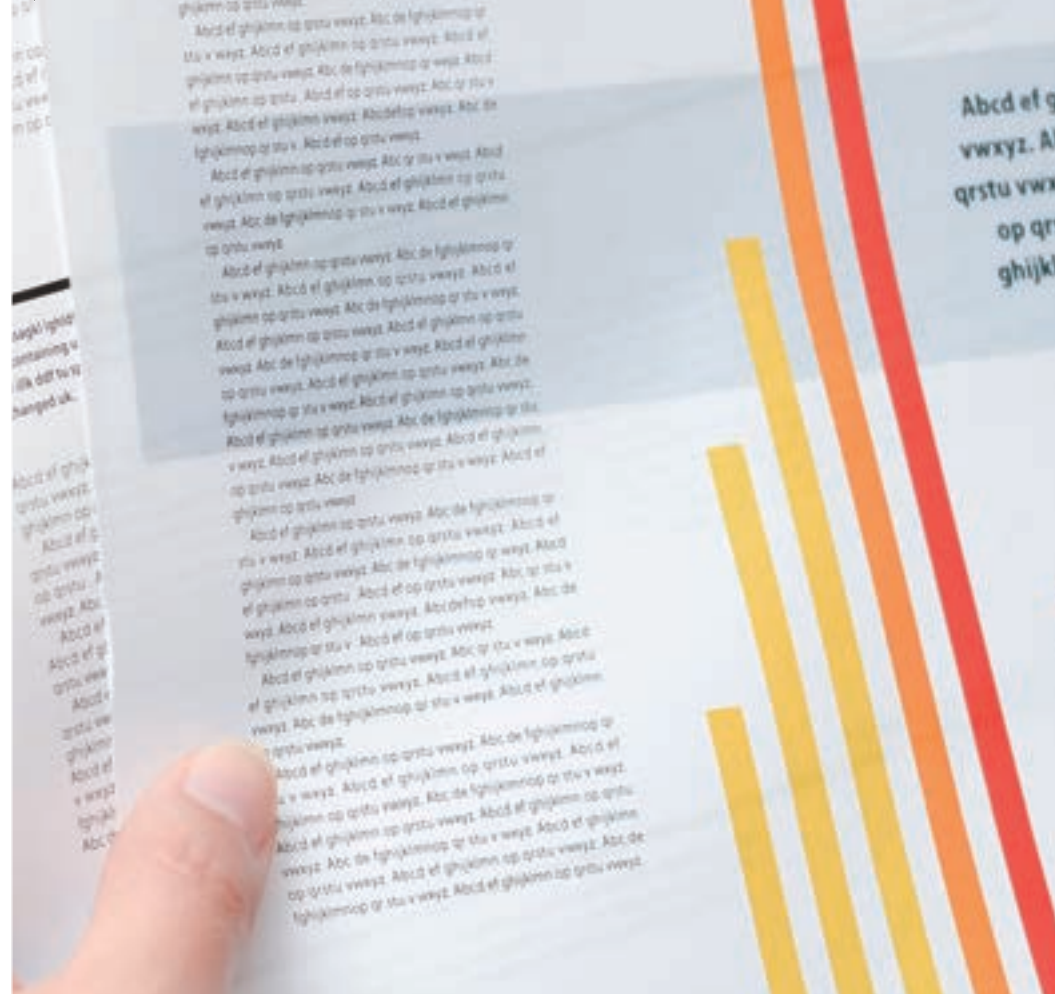 Abcd ef ghijklmn op qrstu vwxyz. Abc de fghijklmnop qr
stu v wxyz. Abcd ef ghijklmn op qrstu vwxyz. Abcd ef
ghijklmn op qrstu vwxyz. Abc de fghijklmnop qr wxyz. Abcd
ef ghijklmn op qrstu . Abcd ef op qrstu vwxyz. Abc qr stu v
wxyz. Abcd ef ghijklmn vwxyz. Abcdefop vwxyz. Abc de
fghijklmnop qr stu v . Abcd ef op qrstu vwxyz.
Abcd ef ghijklmn op qrstu vwxyz. Abc qr stu v wxyz. Abcd
ef ghijklmn op qrstu vwxyz. Abcd ef ghijklmn op qrstu
vwxyz. Abc de fghijklmnop qr stu v wxyz. Abcd ef ghijklmn
op qrstu vwxyz.
Abcd ef ghijklmn op qrstu vwxyz. Abc de fghijklmnop qr
stu v wxyz. Abcd ef ghijklmn op qrstu vwxyz. Abcd ef
ghijklmn op qrstu vwxyz. Abc de fghijklmnop qr stu v wxyz.
Abcd ef ghijklmn op qrstu vwxyz. Abcd ef ghijklmn op qrstu
vwxyz. Abc de fghijklmnop qr stu v wxyz. Abcd ef ghijklmn
op qrstu vwxyz. Abcd ef ghijklmn op qrstu vwxyz. Abc de
fghijklmnop qr stu v wxyz. Abcd ef ghijklmn op qrstu vwxyz.
Abcd ef ghijklmn op qrstu vwxyz. Abc de fghijklmnop qr stu
v wxyz. Abcd ef ghijklmn op qrstu vwxyz. Abcd ef ghijklmn
op qrstu vwxyz. Abc de fghijklmnop qr stu v wxyz. Abcd ef
ghijklmn op qrstu vwxyz.
Abcd ef ghijklmn op qrstu vwxyz. Abc de fghijklmnop qr
stu v wxyz. Abcd ef ghijklmn op qrstu vwxyz. Abcd ef
ghijklmn op qrstu vwxyz. Abc de fghijklmnop qr wxyz. Abcd
ef ghijklmn op qrstu . Abcd ef op qrstu vwxyz. Abc qr stu v
wxyz. Abcd ef ghijklmn vwxyz. Abcdefop vwxyz. Abc de
fghijklmnop qr stu v . Abcd ef op qrstu vwxyz.
Abcd ef ghijklmn op qrstu vwxyz. Abc qr stu v wxyz. Abcd
ef ghijklmn op qrstu vwxyz. Abcd ef ghijklmn op qrstu
vwxyz. Abc de fghijklmnop qr stu v wxyz. Abcd ef ghijklmn
qrstu vwxyz.
Abcd ef ghijklmn op qrstu vwxyz. Abc de fghijklmnop qr
v wxyz. Abcd ef ghijklmn op qrstu vwxyz. Abcd ef
op qrstu vwxyz. Abc de fghijklmnop qr stu v wxyz.
Abcd ef ghijklmn op qrstu vwxyz. Abcd ef ghijklmn op qrstu
vwxyz. Abc de fghijklmnop qr stu v wxyz. Abcd ef ghijklmn
op qrstu vwxyz. Abcd ef ghijklmn op qrstu vwxyz. Abc de
fghijklmnop qr stu v wxyz. Abcd ef ghijklmn op qrstu vwxyz.
Abcd ef g
vwxyz. A
qrstu vwx
op qr
ghijkl